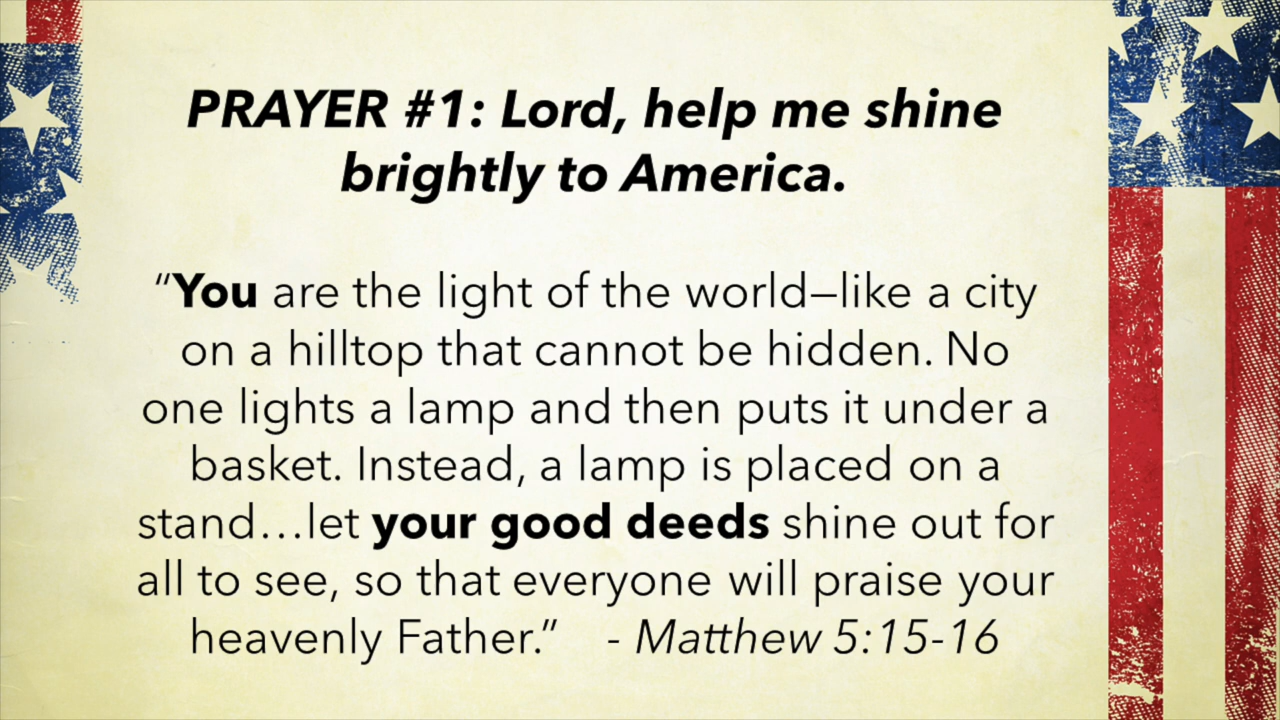 PRAYER #1: Lord, help me shine
brightly to America.
“You are the light of the world—like a city
on a hilltop that cannot be hidden. No
one lights a lamp and then puts it under a
basket. Instead, a lamp is placed on a
stand…let your good deeds shine out for
all to see, so that everyone will praise your
heavenly Father.” - Matthew 5:15-16